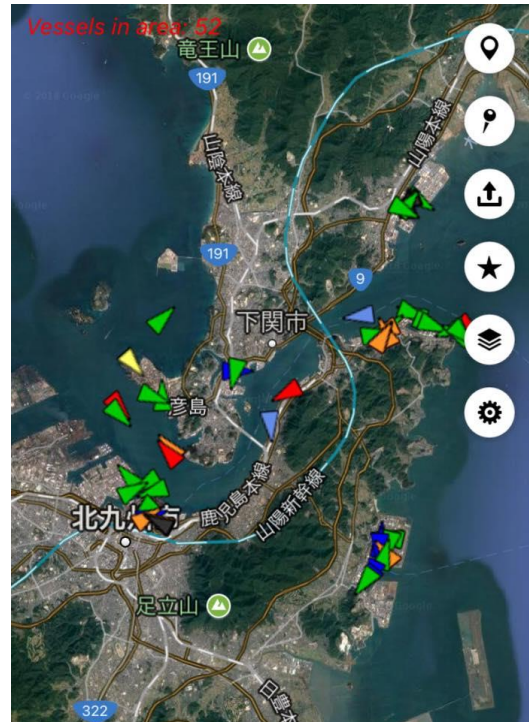 Vessels in area: 52
竜王山
191
© 2018 Google
山陽本線
山陰本線
191
9
下関市
彦島
鹿児島本線
山陽新幹線
北九州市
足立山
日豊本
322